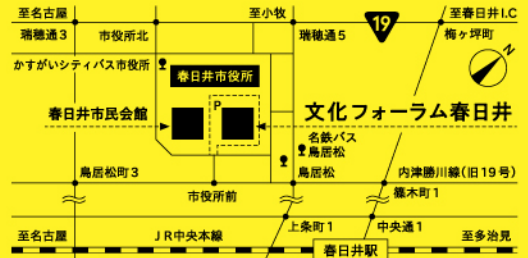 至名古屋
至小牧
19
至春日井I.C
瑞穂通3
市役所北
瑞穂通5
梅ヶ坪町
N
かすがいシティバス市役所
春日井市役所
P
春日井市民会館
文化フォーラム春日井
名鉄バス
鳥居松
鳥居松町3
鳥居松
内津勝川線(旧19号)
市役所前
篠木町1
上条町1
中央通1
至名古屋
JR中央本線
春日井駅
至多治見